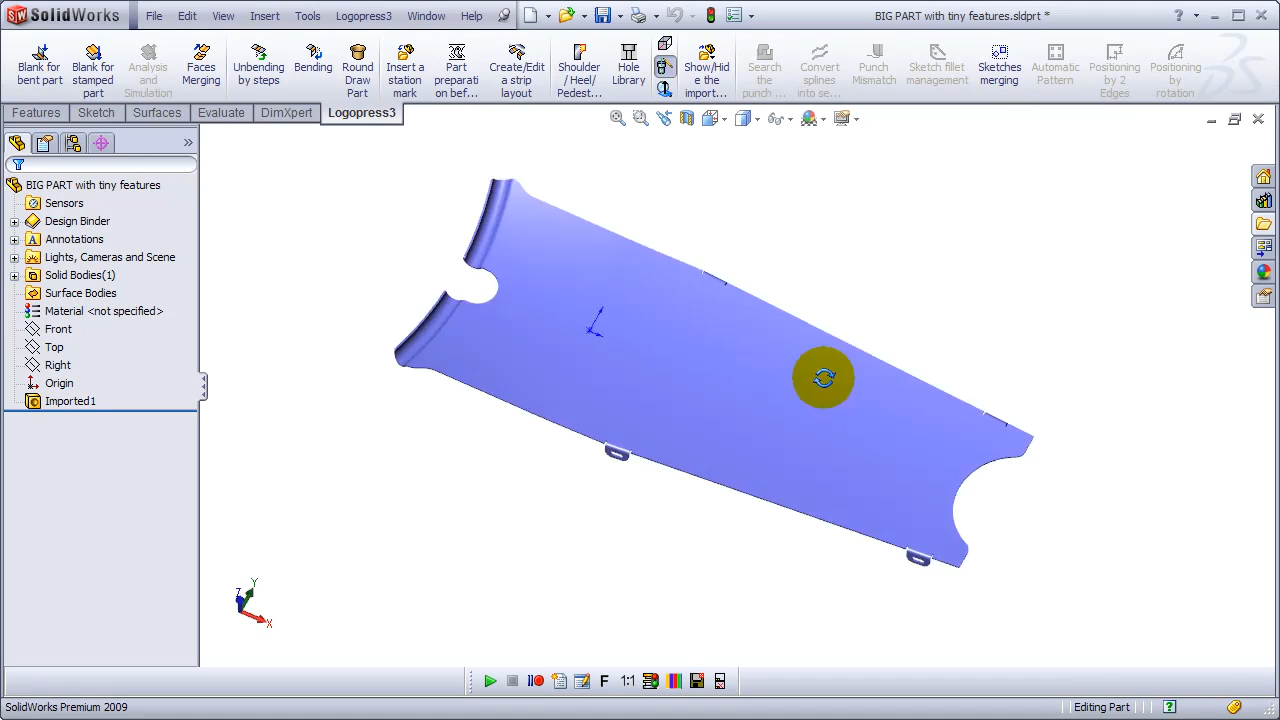 SolidWorks File Edit View Insert Tools Logopress3 Window Help BIG PART with tiny features.sldprt *
Blank for bent part
Blank for stamped part
Analysis and Simulation
Faces Merging
Unbending by steps
Bending
Round Draw Part
Insert a station mark
Part preparati on bef...
Create/Edit a strip layout
Shoulder / Heel/ Pedest...
Hole Library
Show/Hide the import...
Search the punch ...
Convert splines into se...
Punch Mismatch
Sketch fillet management
Sketches merging
Automatic Pattern
Positioning by 2 Edges
Positioning by rotation
Features Sketch Surfaces Evaluate DimXpert Logopress3
BIG PART with tiny features
Sensors
Design Binder
Annotations
Lights, Cameras and Scene
Solid Bodies(1)
Surface Bodies
Material <not specified>
Front
Top
Right
Origin
Imported1
Z Y X
F 1:1
SolidWorks Premium 2009 Editing Part